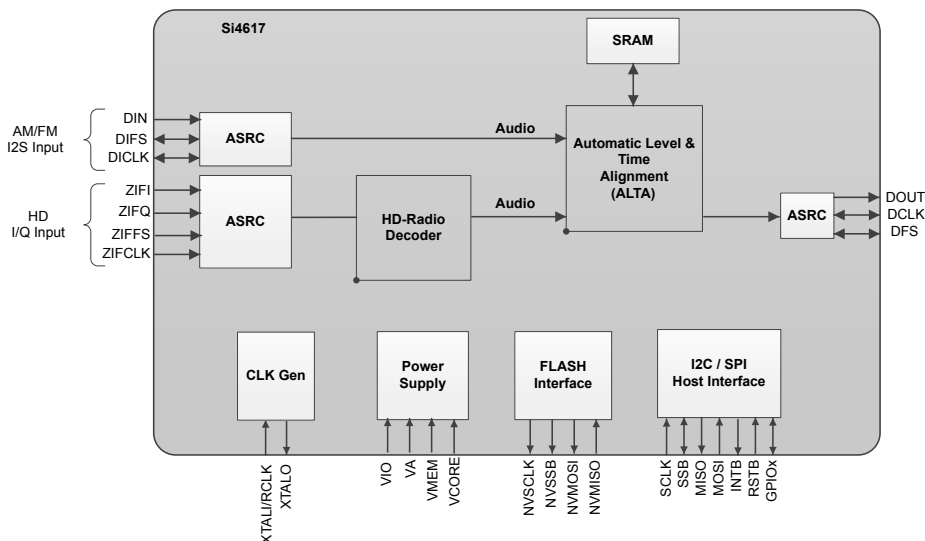 Si4617
SRAM
AM/FM
I2S Input
DIN
DIFS
DICLK
ASRC
Audio
Automatic Level &
Time
Alignment
(ALTA)
HD
I/Q Input
ZIFI
ZIFQ
ZIFFS
ZIFCLK
ASRC
HD-Radio
Decoder
Audio
ASRC
DOUT
DCLK
DFS
CLK Gen
Power
Supply
FLASH
Interface
I2C / SPI
Host Interface
XTALI/RCLK
XTALO
VIO
VA
VMEM
VCORE
NVSCLK
NVSSB
NVMOSI
NVMISO
SCLK
SSB
MISO
MOSI
INTB
RSTB
GPIOx